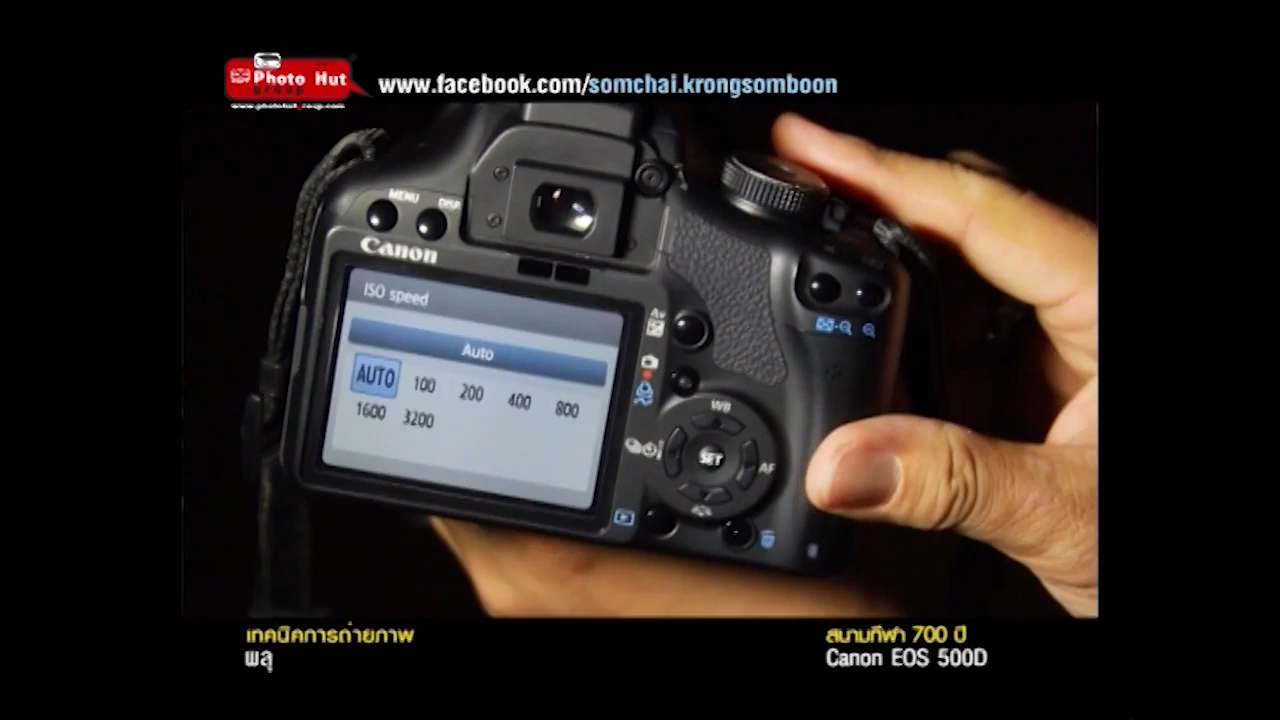 Photo Hut
group
www.facebook.com/somchai.krongsomboon
MENU DISP.
Canon
ISO speed
Auto
AUTO 100 200 400 800
1600 3200
Av
WB
SET
AF
เทคนิคการถ่ายภาพ
พลุ
สนามกีฬา 700 ปี
Canon EOS 500D